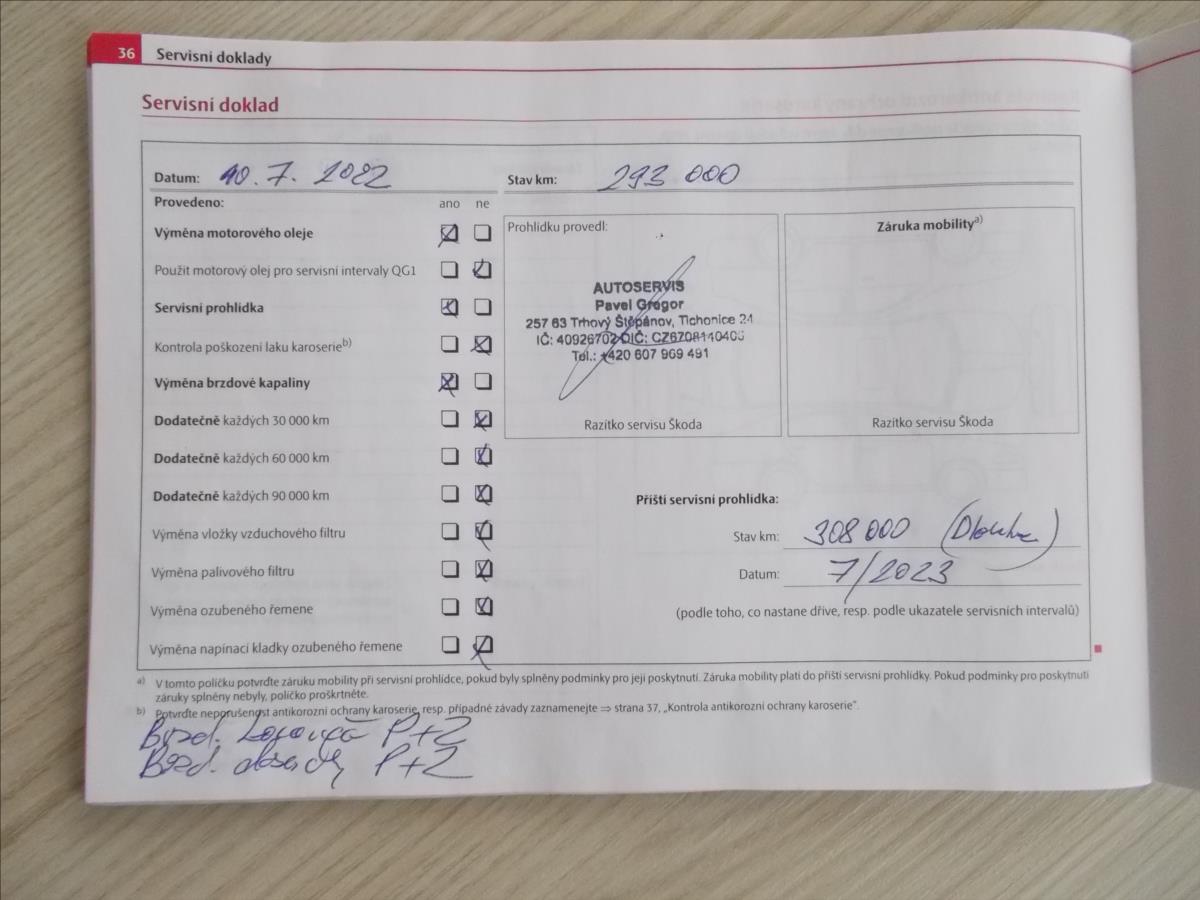 36 Servisní doklady
Servisní doklad
Datum: 10. 7. 2022 Stav km: 293 000
Provedeno: ano ne
Výměna motorového oleje
Použit motorový olej pro servisní intervaly QG1
Servisní prohlídka
Kontrola poškození laku karoserie b)
Výměna brzdové kapaliny
Dodatečně každých 30 000 km
Dodatečně každých 60 000 km
Dodatečně každých 90 000 km
Výměna vložky vzduchového filtru
Výměna palivového filtru
Výměna ozubeného řemene
Výměna napínací kladky ozubeného řemene
Prohlídku provedl:
AUTOSERVIS
Pavel Gregor
257 63 Trhový Štěpánov, Tichonice 24
IČ: 40926702 DIČ: CZ6708140406
Tel.: +420 607 969 491
Razítko servisu Škoda
Záruka mobility a)
Razítko servisu Škoda
Příští servisní prohlídka:
Stav km: 308 000
Datum: 7/2023
(podle toho, co nastane dříve, resp. podle ukazatele servisních intervalů)
a) V tomto políčku potvrďte záruku mobility při servisní prohlídce, pokud byly splněny podmínky pro její poskytnutí. Záruka mobility platí do příští servisní prohlídky. Pokud podmínky pro poskytnutí
záruky splněny nebyly, políčko proškrtněte.
b) Potvrďte neporušenost antikorozní ochrany karoserie, resp. případné závady zaznamenejte ⇒ strana 37, „Kontrola antikorozní ochrany karoserie“.
Brzd. P+Z
Brzd. desky P+Z